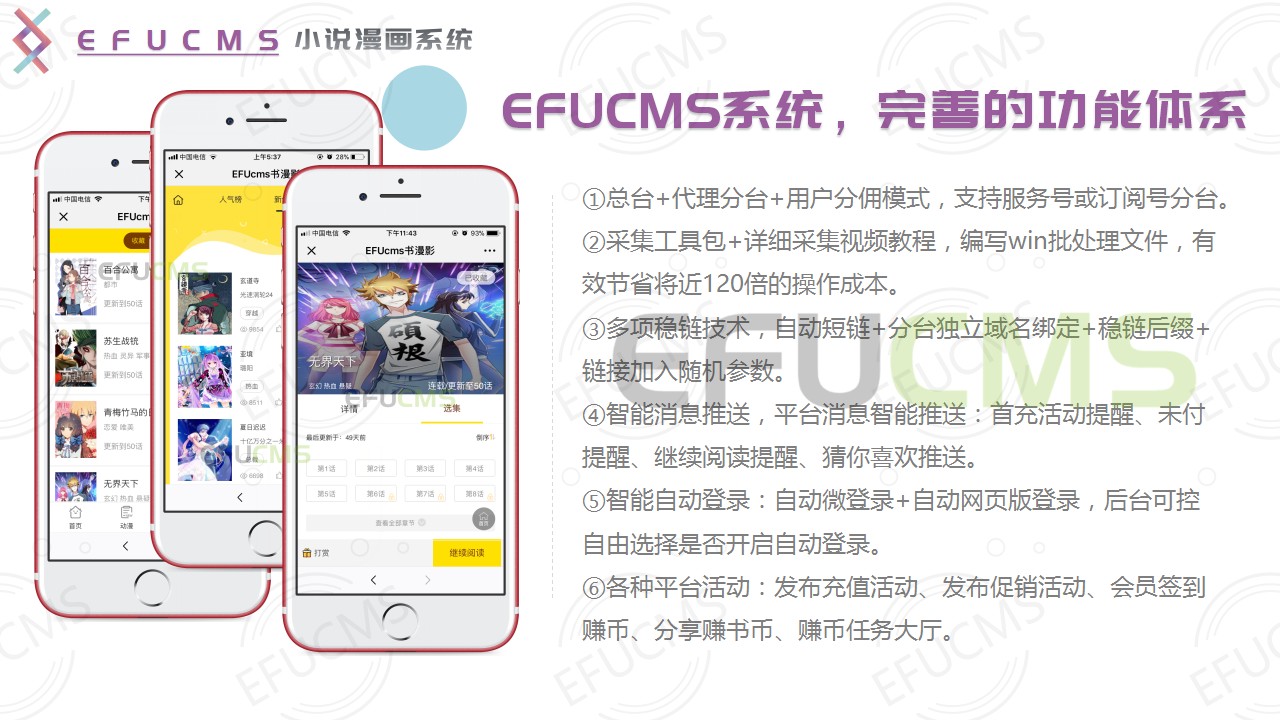 EFUCMS 小说漫画系统
EFUCMS系统，完善的功能体系
①总台+代理分台+用户分佣模式，支持服务号或订阅号分台。
②采集工具包+详细采集视频教程，编写win批处理文件，有
效节省将近120倍的操作成本。
③多项稳链技术，自动短链+分台独立域名绑定+稳链后缀+
链接加入随机参数。
④智能消息推送，平台消息智能推送：首充活动提醒、未付
提醒、继续阅读提醒、猜你喜欢推送。
⑤智能自动登录：自动微登录+自动网页版登录，后台可控
自由选择是否开启自动登录。
⑥各种平台活动：发布充值活动、发布促销活动、会员签到
赚币、分享赚书币、赚币任务大厅。
中国电信 下午
EFUcm
收藏
百合公寓
都市
更新到50话
苏生战铳
热血 灵异 军事
更新到50话
青梅竹马的
恋爱 唯美
更新到50话
无界天下
玄幻 热血 悬疑
首页
动漫
中国电信 上午5:37 28%
EFUcms书漫影
人气榜
玄道寺
光速涡轮24
穿越
8854
亚境
珊阳
热血
8511
夏日迟迟
十亿万分之一
总裁
6698
中国电信 下午11:43 93%
EFUcms书漫影
已收藏
无界天下
玄幻 热血 悬疑
连载/更新至50话
详情 选集
最后更新于：49天前 倒序
第1话 第2话 第3话 第4话
第5话 第6话 第7话 第8话
查看全部章节
首页
打赏 继续阅读
EFUCMS